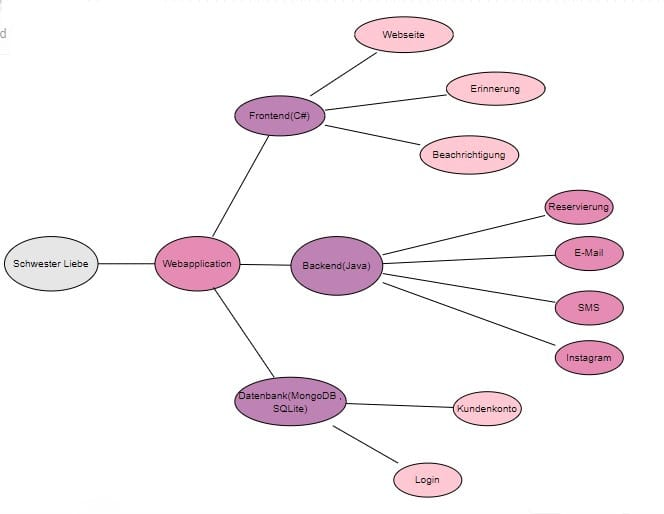 d
Webseite
Erinnerung
Frontend(C#)
Beachrichtigung
Reservierung
E-Mail
Schwester Liebe
Webapplication
Backend(Java)
SMS
Instagram
Datenbank(MongoDB ,
SQLite)
Kundenkonto
Login